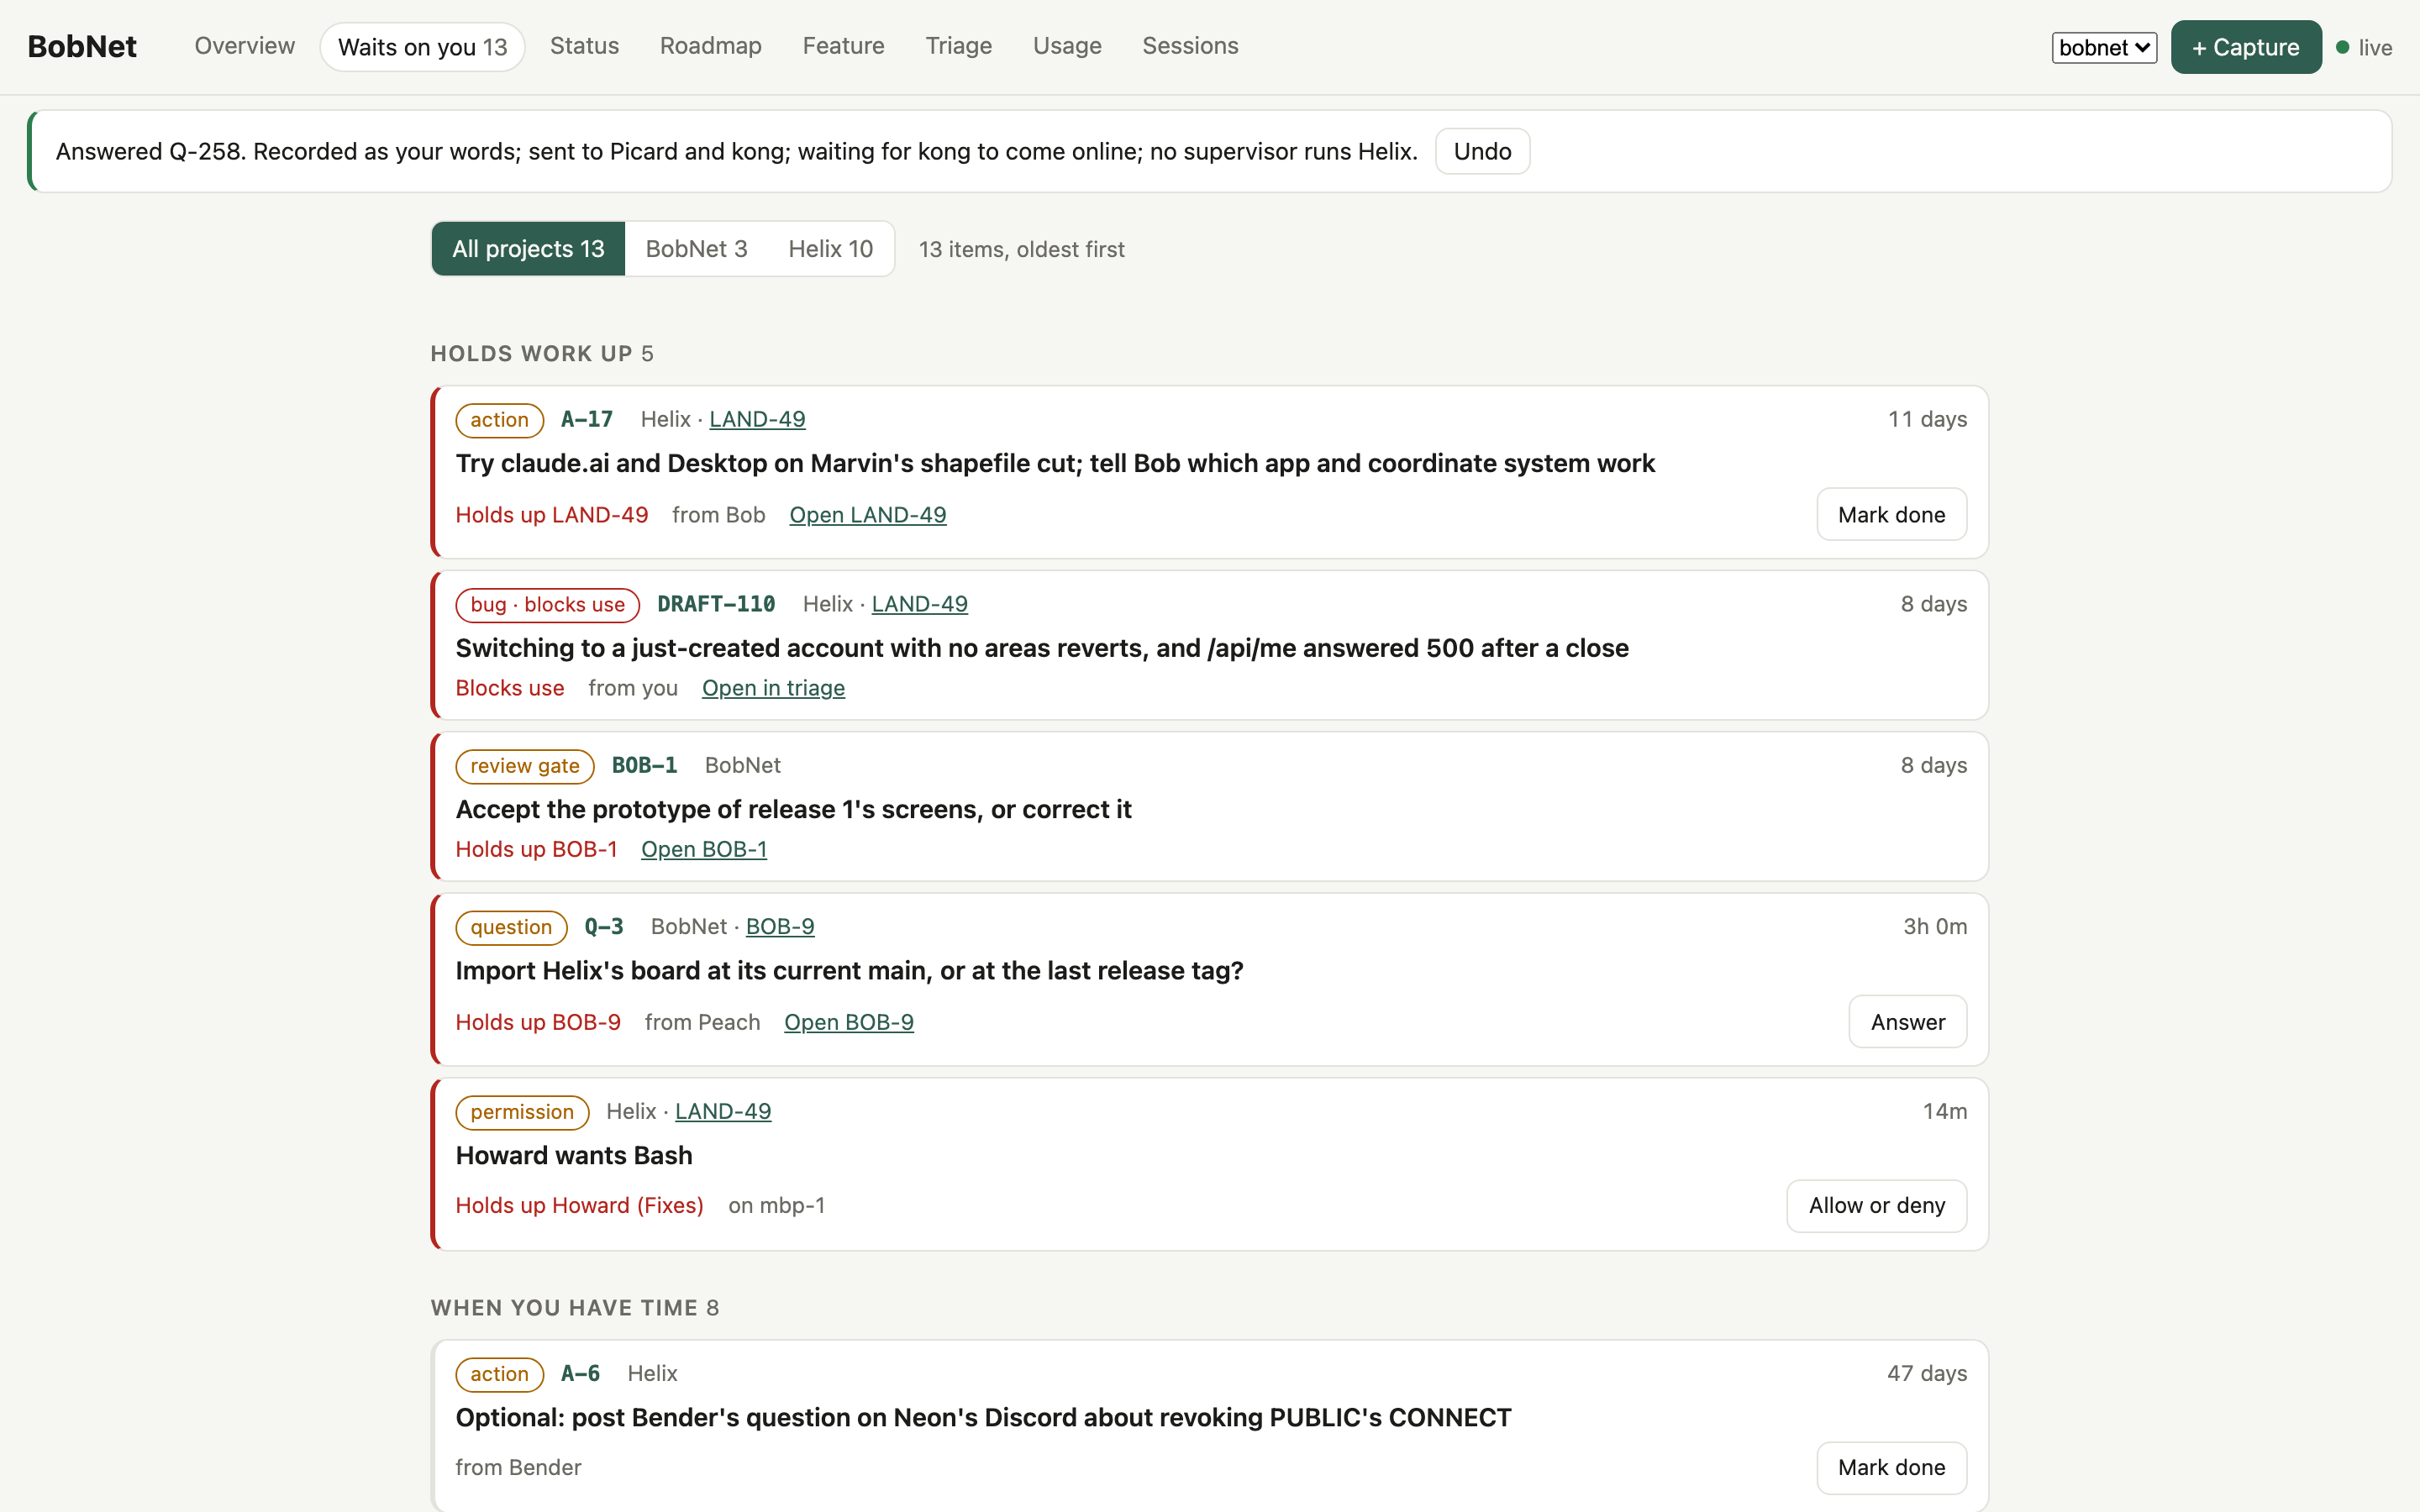 BobNet Overview Waits on you 13 Status Roadmap Feature Triage Usage Sessions bobnet + Capture live
Answered Q-258. Recorded as your words; sent to Picard and kong; waiting for kong to come online; no supervisor runs Helix. Undo
All projects 13 BobNet 3 Helix 10 13 items, oldest first
HOLDS WORK UP 5
action A-17 Helix · LAND-49 11 days
Try claude.ai and Desktop on Marvin's shapefile cut; tell Bob which app and coordinate system work
Holds up LAND-49 from Bob Open LAND-49 Mark done
bug · blocks use DRAFT-110 Helix · LAND-49 8 days
Switching to a just-created account with no areas reverts, and /api/me answered 500 after a close
Blocks use from you Open in triage
review gate BOB-1 BobNet 8 days
Accept the prototype of release 1's screens, or correct it
Holds up BOB-1 Open BOB-1
question Q-3 BobNet · BOB-9 3h 0m
Import Helix's board at its current main, or at the last release tag?
Holds up BOB-9 from Peach Open BOB-9 Answer
permission Helix · LAND-49 14m
Howard wants Bash
Holds up Howard (Fixes) on mbp-1 Allow or deny
WHEN YOU HAVE TIME 8
action A-6 Helix 47 days
Optional: post Bender's question on Neon's Discord about revoking PUBLIC's CONNECT
from Bender Mark done